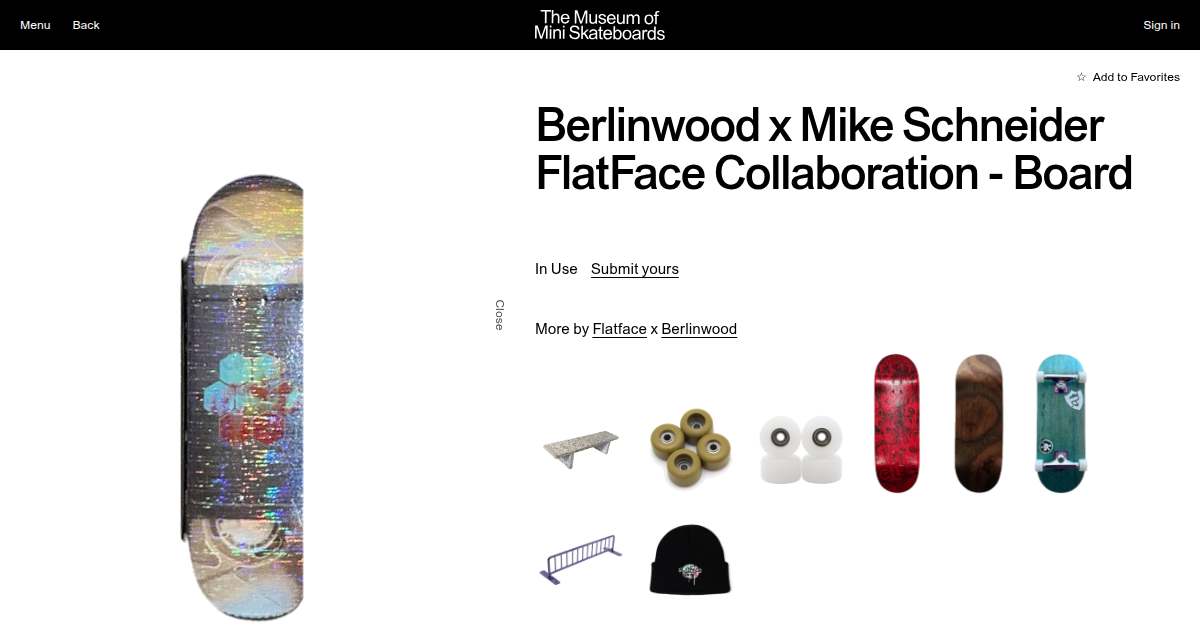 Menu
Back
The Museum of
Mini Skateboards
Sign in
☆ Add to Favorites
Berlinwood x Mike Schneider
FlatFace Collaboration - Board
In Use
Submit yours
Close
More by Flatface x Berlinwood